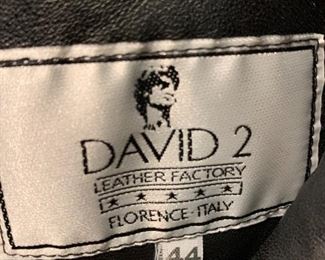 DAVID 2
LEATHER FACTORY
FLORENCE-ITALY
44